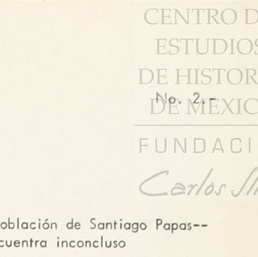 CENTRO D
ESTUDIOS
DE HISTOR
No. 2.-
DE MEXIC
FUNDACI
Carlos Sli
oblación de Santiago Papas--
cuentra inconcluso